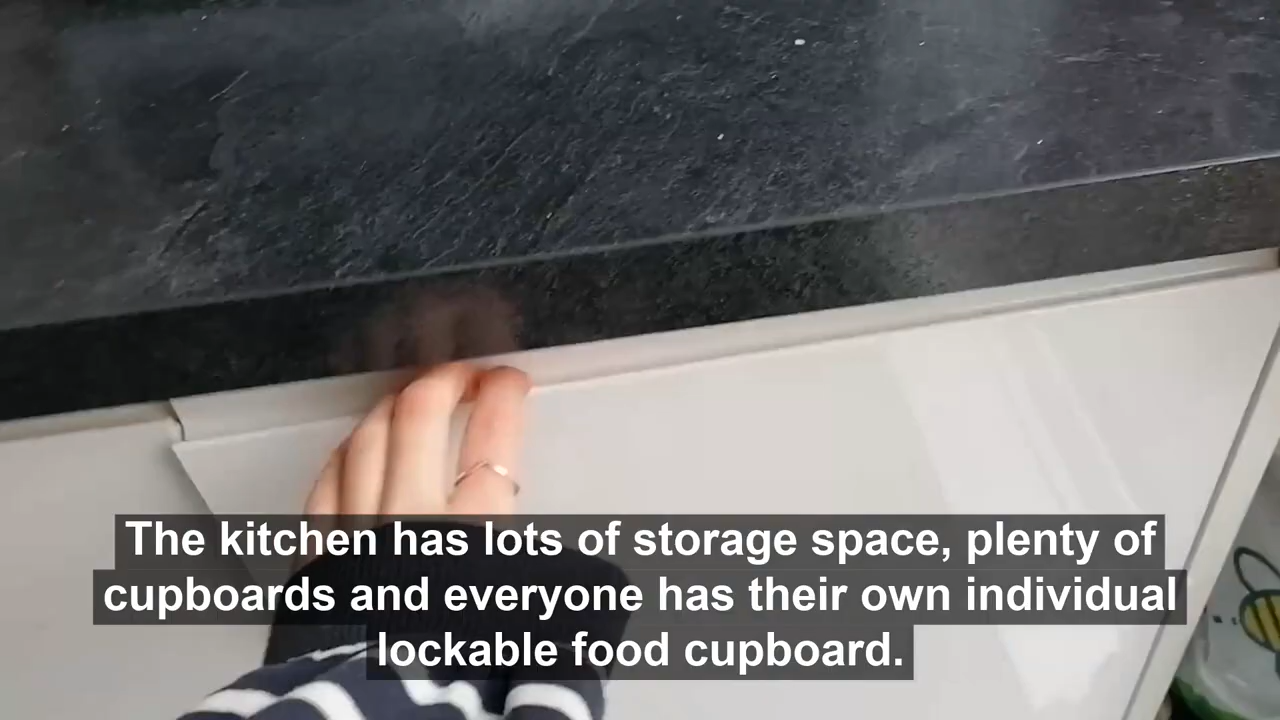 The kitchen has lots of storage space, plenty of
cupboards and everyone has their own individual
lockable food cupboard.